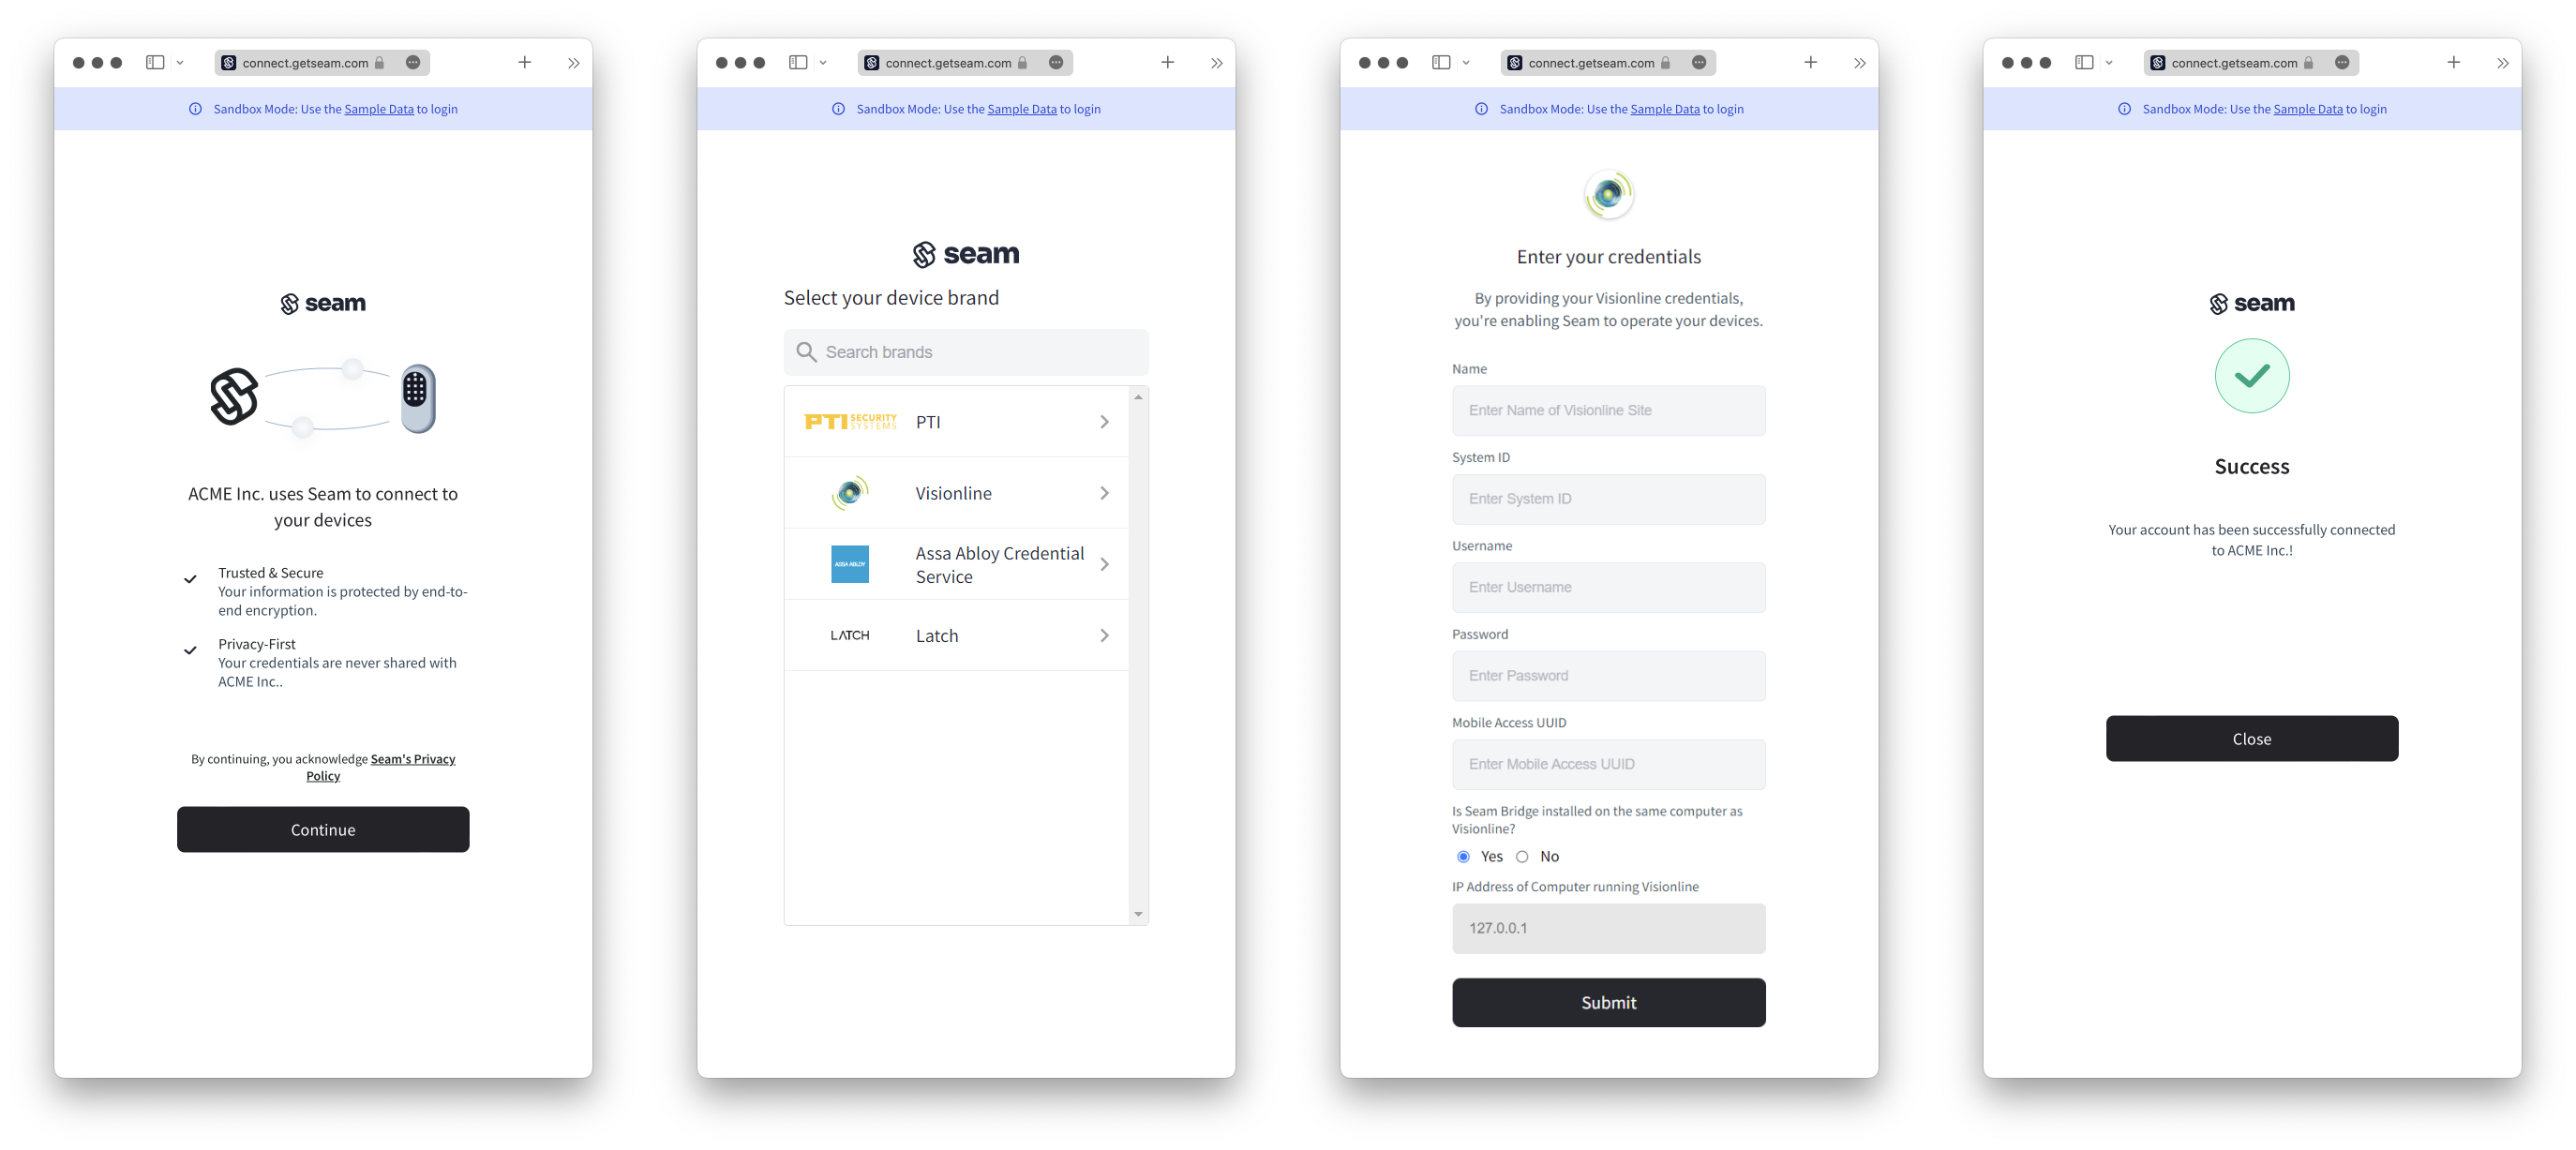 connect.getseam.com
Sandbox Mode: Use the Sample Data to login
seam
ACME Inc. uses Seam to connect to
your devices
Trusted & Secure
Your information is protected by end-to-
end encryption.
Privacy-First
Your credentials are never shared with
ACME Inc..
By continuing, you acknowledge Seam's Privacy
Policy
Continue
connect.getseam.com
Sandbox Mode: Use the Sample Data to login
seam
Select your device brand
Search brands
PTI SECURITY
SYSTEMS
PTI
Visionline
ASSA ABLOY
Assa Abloy Credential
Service
LATCH
Latch
connect.getseam.com
Sandbox Mode: Use the Sample Data to login
Enter your credentials
By providing your Visionline credentials,
you're enabling Seam to operate your devices.
Name
Enter Name of Visionline Site
System ID
Enter System ID
Username
Enter Username
Password
Enter Password
Mobile Access UUID
Enter Mobile Access UUID
Is Seam Bridge installed on the same computer as
Visionline?
Yes No
IP Address of Computer running Visionline
127.0.0.1
Submit
connect.getseam.com
Sandbox Mode: Use the Sample Data to login
seam
Success
Your account has been successfully connected
to ACME Inc.!
Close